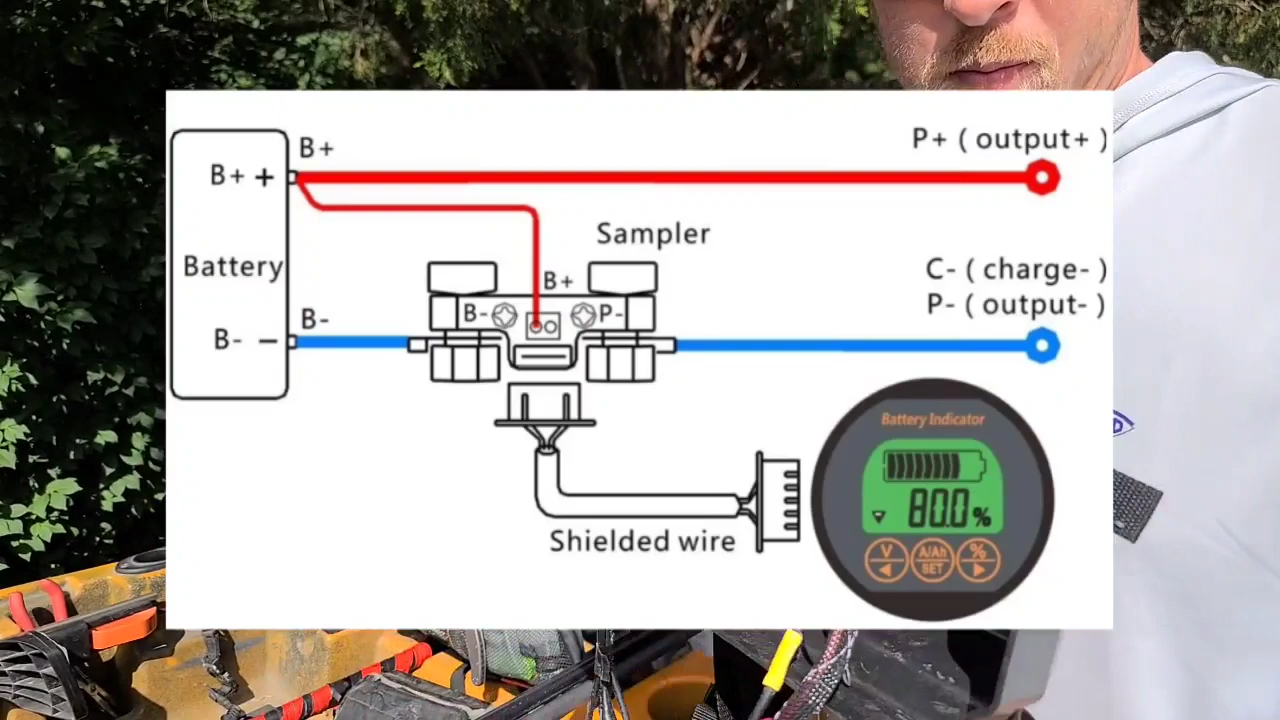 B+
P+ ( output+ )
B+ +
Sampler
Battery
C- ( charge- )
B+
P- ( output- )
B-
B-
P-
B- −
Battery Indicator
80.0 %
Shielded wire
V
A/Ah
SET
%